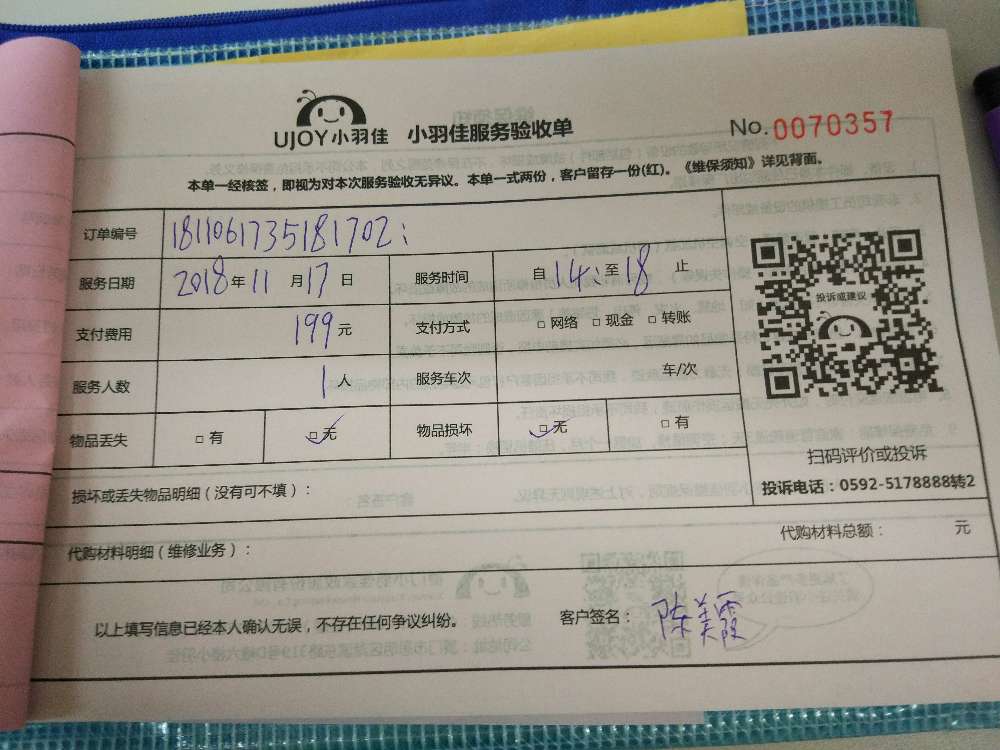 UJOY小羽佳 小羽佳服务验收单 No.0070357
本单一经核签，即视为对本次服务验收无异议。本单一式两份，客户留存一份(红)。《维保须知》详见背面。
订单编号 1811061735181702:
服务日期 2018年11月17日 服务时间 自14:至18止
支付费用 199元 支付方式 □网络 □现金 □转账
服务人数 1人 服务车次 车/次
物品丢失 □有 □无 物品损坏 □无 □有
投诉或建议
扫码评价或投诉
投诉电话：0592-5178888转2
损坏或丢失物品明细（没有可不填）：
代购材料明细（维修业务）： 代购材料总额： 元
以上填写信息已经本人确认无误，不存在任何争议纠纷。 客户签名：陈美霞